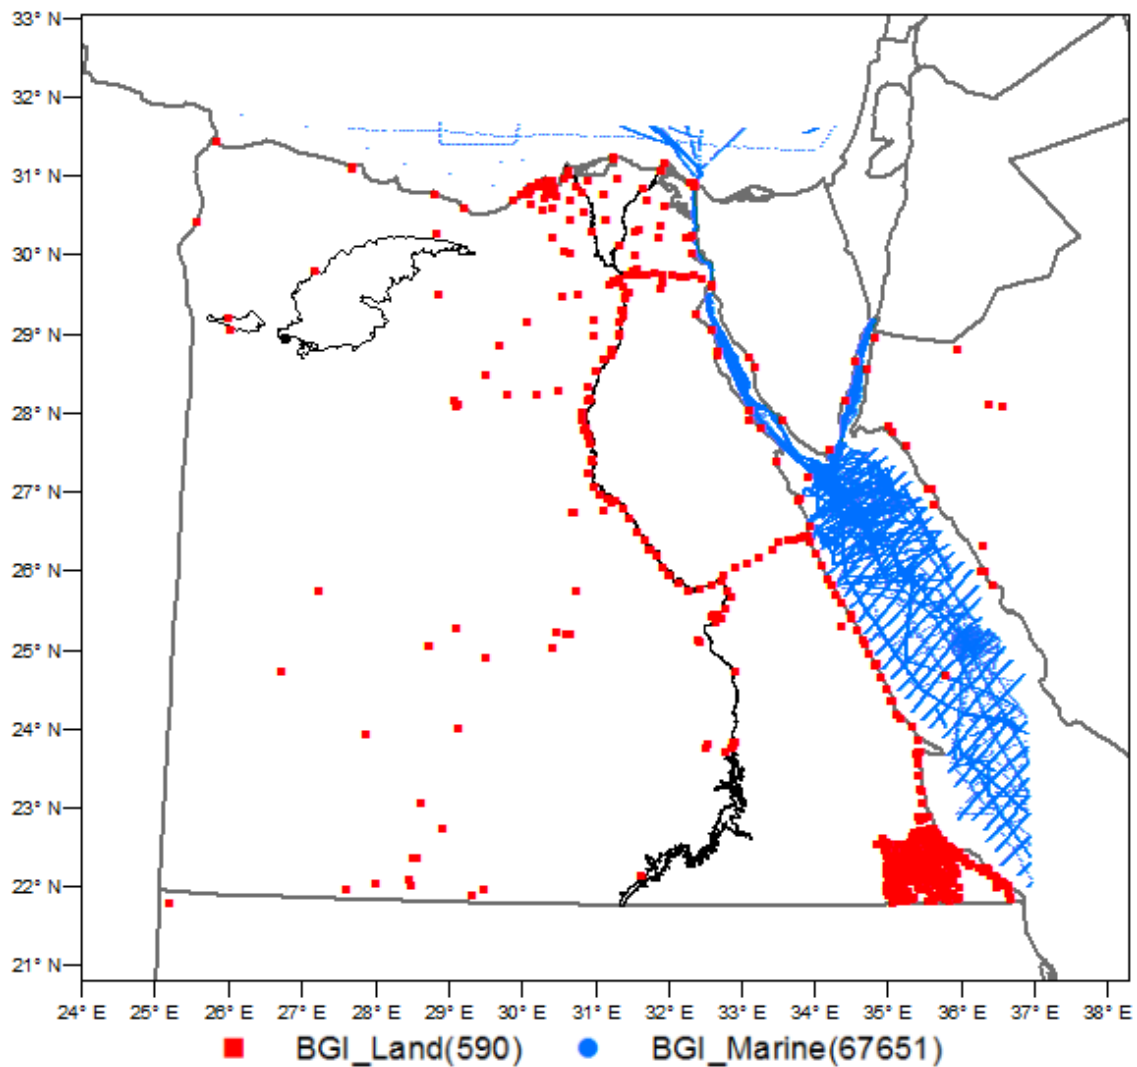 33° N
32° N
31° N
30° N
29° N
28° N
27° N
26° N
25° N
24° N
23° N
22° N
21° N
24° E 25° E 26° E 27° E 28° E 29° E 30° E 31° E 32° E 33° E 34° E 35° E 36° E 37° E 38° E
BGI_Land(590) BGI_Marine(67651)